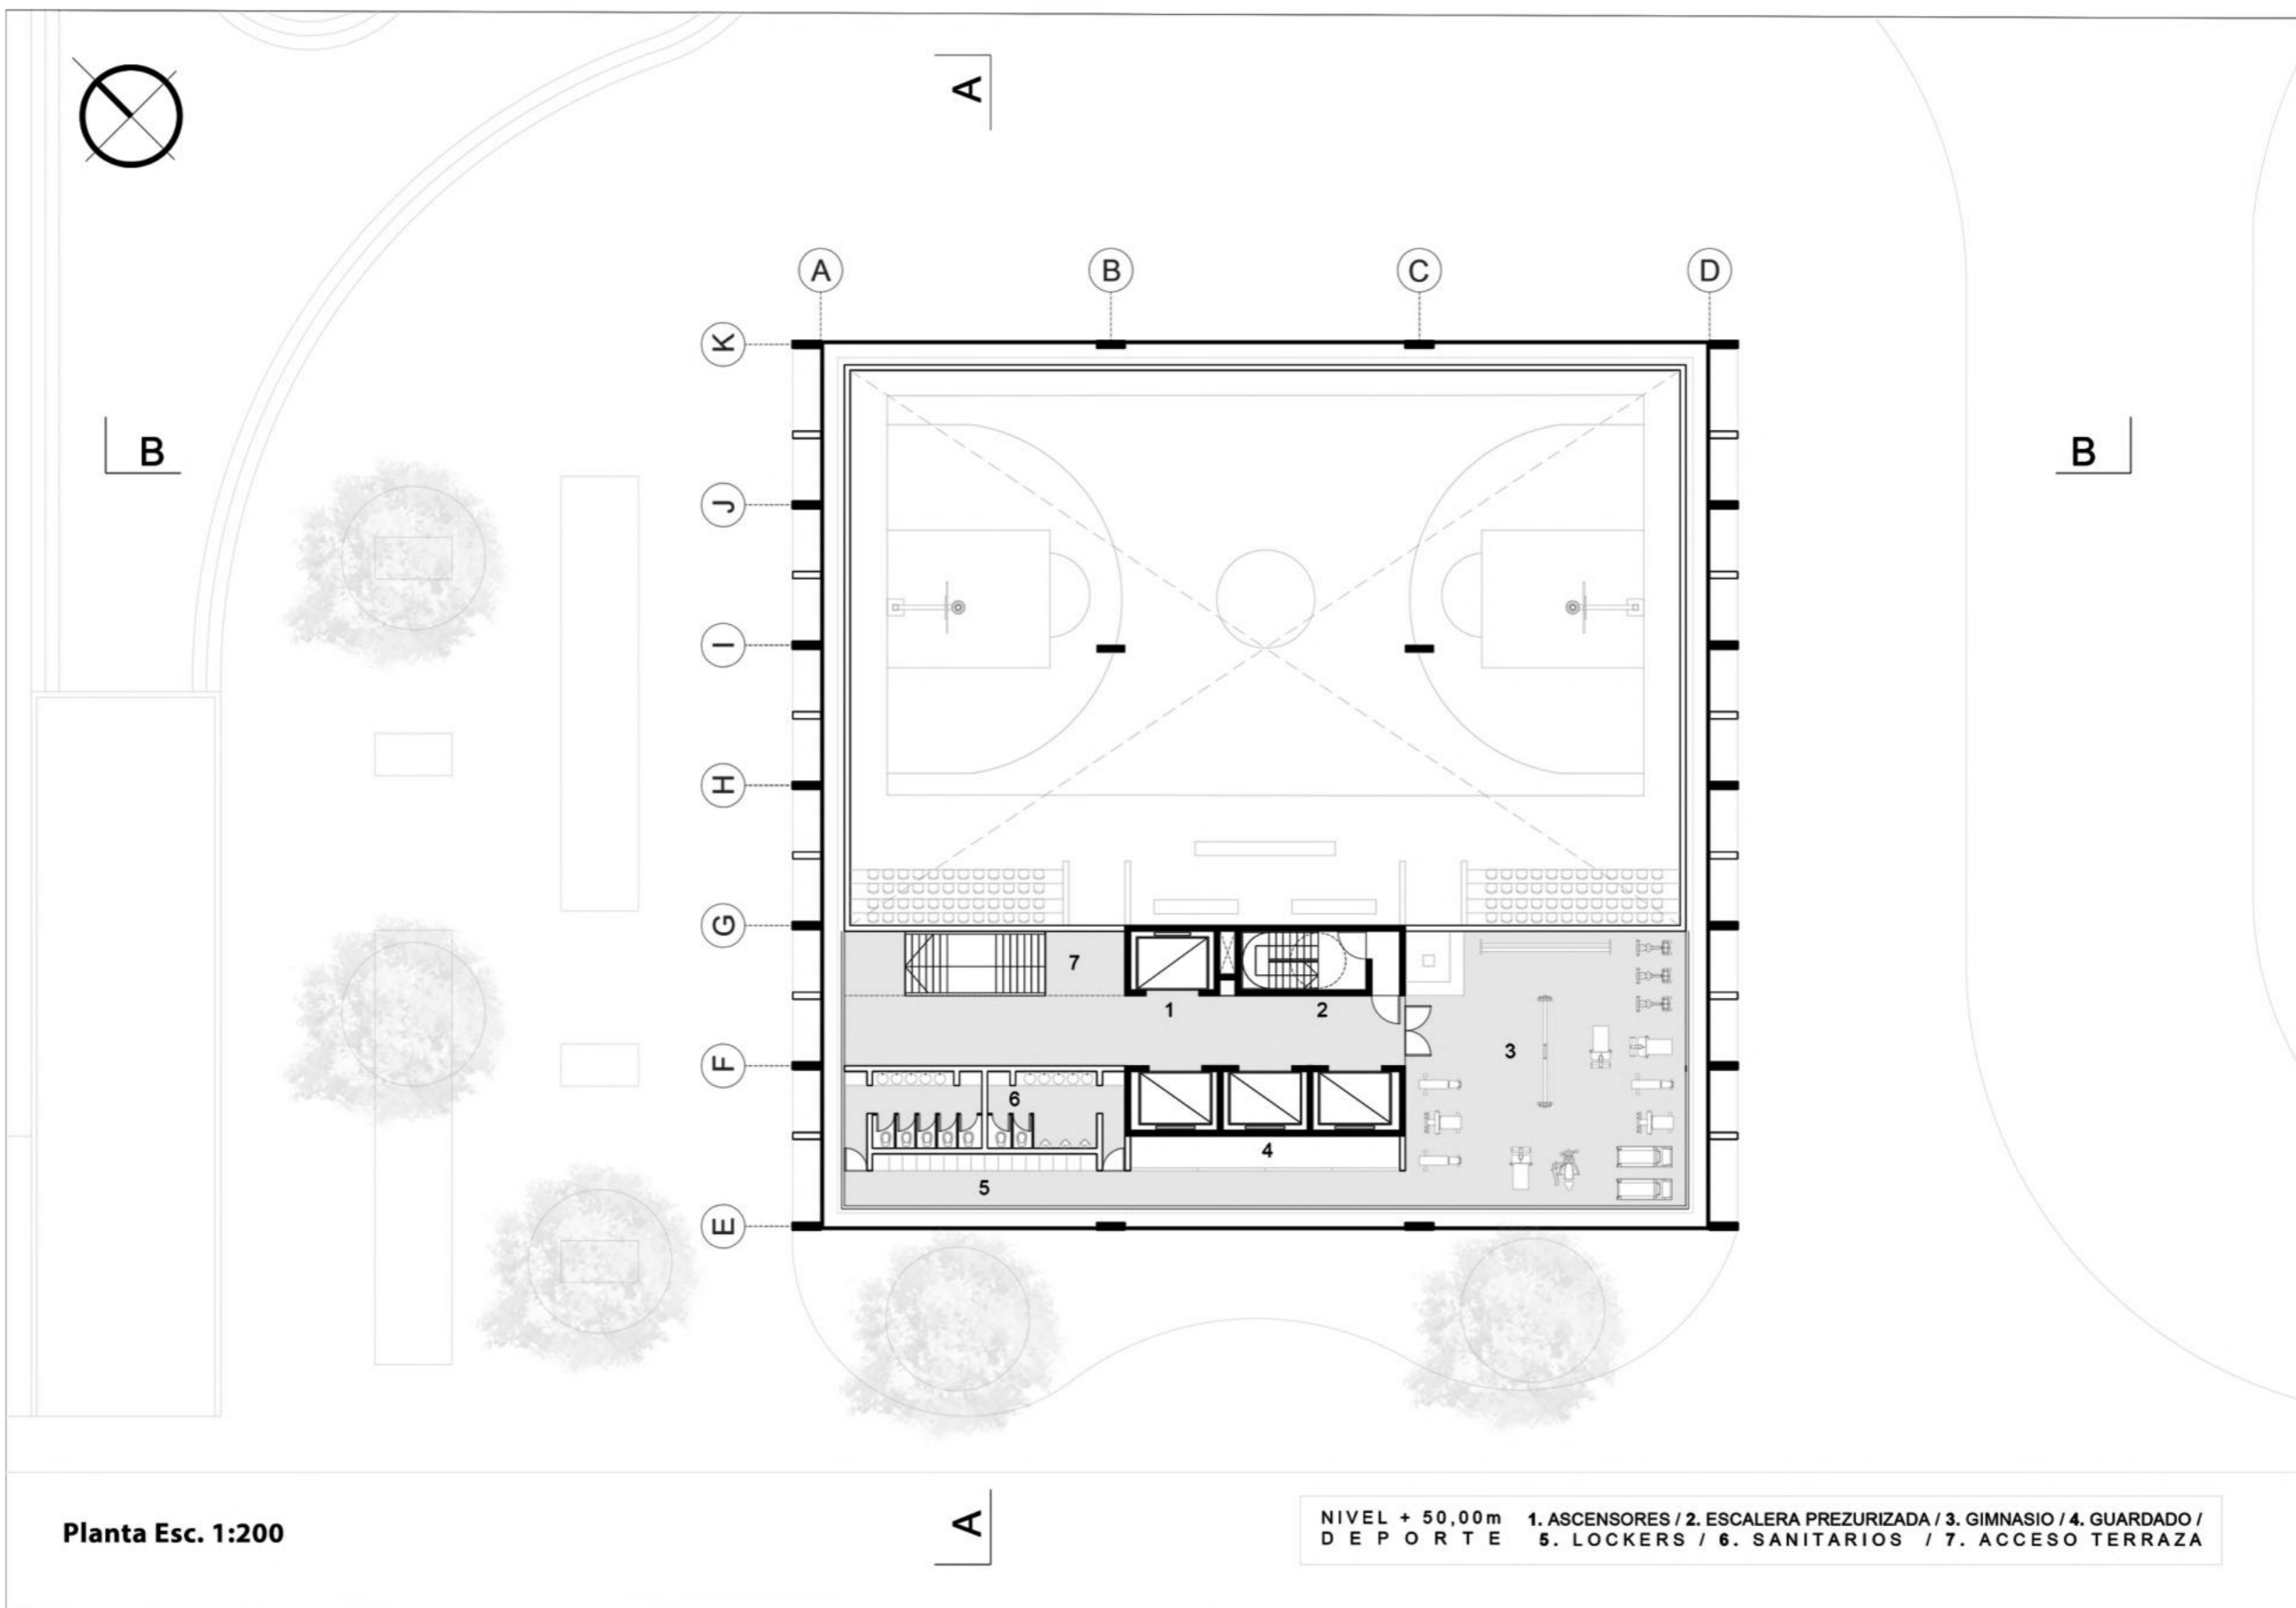 A
A B C D
K
B
B
J
I
H
G
7
1
2
3
F
6
4
5
E
A
Planta Esc. 1:200
NIVEL + 50,00m 1. ASCENSORES / 2. ESCALERA PREZURIZADA / 3. GIMNASIO / 4. GUARDADO /
DEPORTE 5. LOCKERS / 6. SANITARIOS / 7. ACCESO TERRAZA